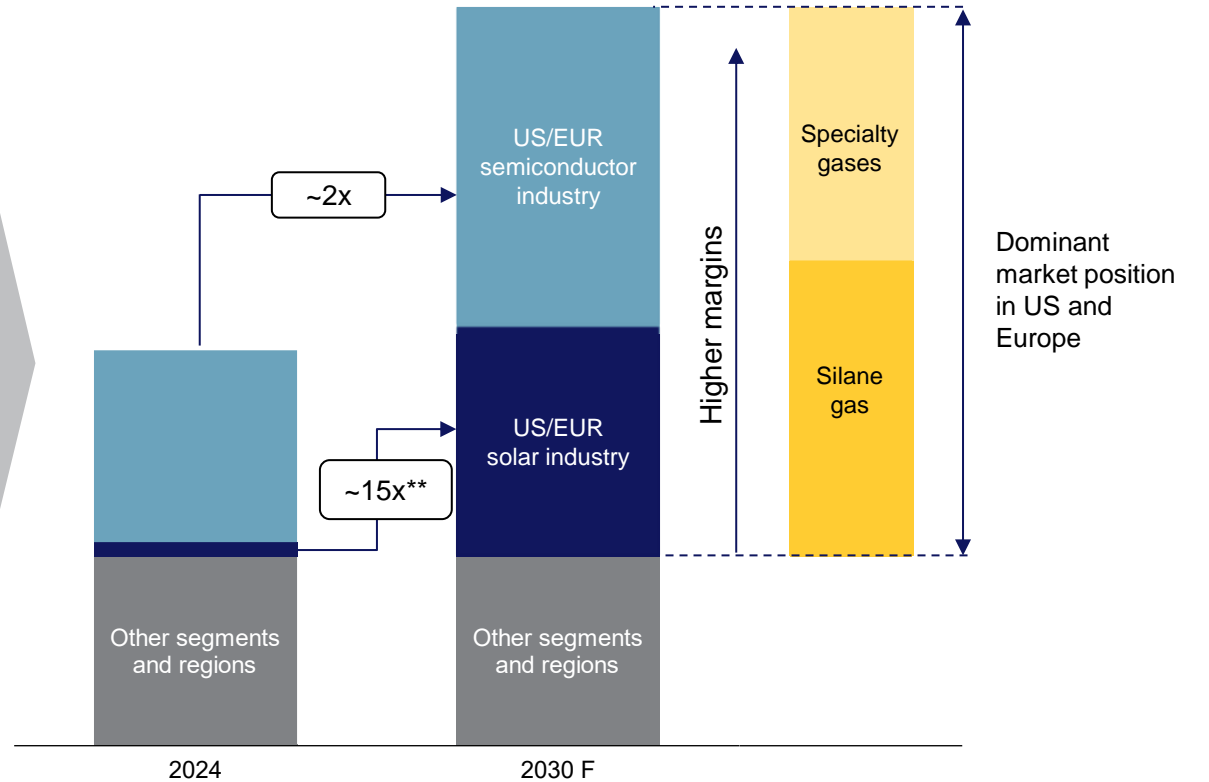 US/EUR
semiconductor
industry
Specialty
gases
~2x
Higher margins
Dominant
market position
in US and
Europe
Silane
gas
US/EUR
solar industry
~15x**
Other segments
and regions
Other segments
and regions
2024
2030 F